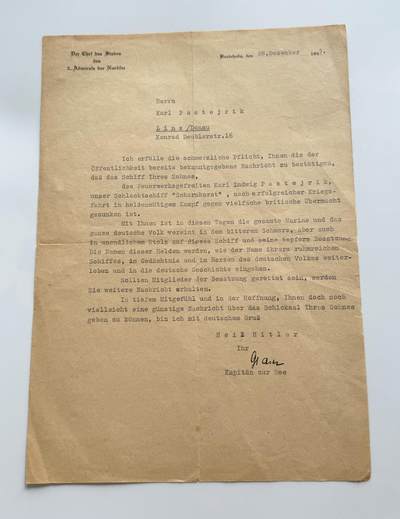 Der Chef des Stabes
des
2. Admirals der Nordsee
den 28. Dezember 194
Herrn
Karl Pastejrik
Linz/Donau
Konrad Deublerstr.16
Ich erfülle die schmerzliche Pflicht, Ihnen die der
Öffentlichkeit bereits bekanntgegebene Nachricht zu bestätigen,
daß das Schiff Ihres Sohnes,
des Feuerwerksgefreiten Karl Ludwig Pastejrik,
unser Schlachtschiff "Scharnhorst", nach erfolgreicher Kriegs-
fahrt in heldenmütigem Kampf gegen vielfache britische Übermacht
gesunken ist.
Mit Ihnen ist in diesen Tagen die gesamte Marine und das
ganze deutsche Volk vereint in dem bitteren Schmerz, aber auch
in unendlichem Stolz auf dieses Schiff und seine tapfere Besatzung.
Die Namen dieser Helden werden, wie der Name ihres ruhmreichen
Schiffes, im Gedächtnis und im Herzen des deutschen Volkes weiter-
leben und in die deutsche Geschichte eingehen.
Sollten Mitglieder der Besatzung gerettet sein, werden
Sie weitere Nachricht erhalten.
In tiefem Mitgefühl und in der Hoffnung, Ihnen doch noch
vielleicht eine günstige Nachricht über das Schicksal Ihres Sohnes
geben zu können, bin ich mit deutschem Gruß
Heil Hitler
Ihr
Kapitän zur See